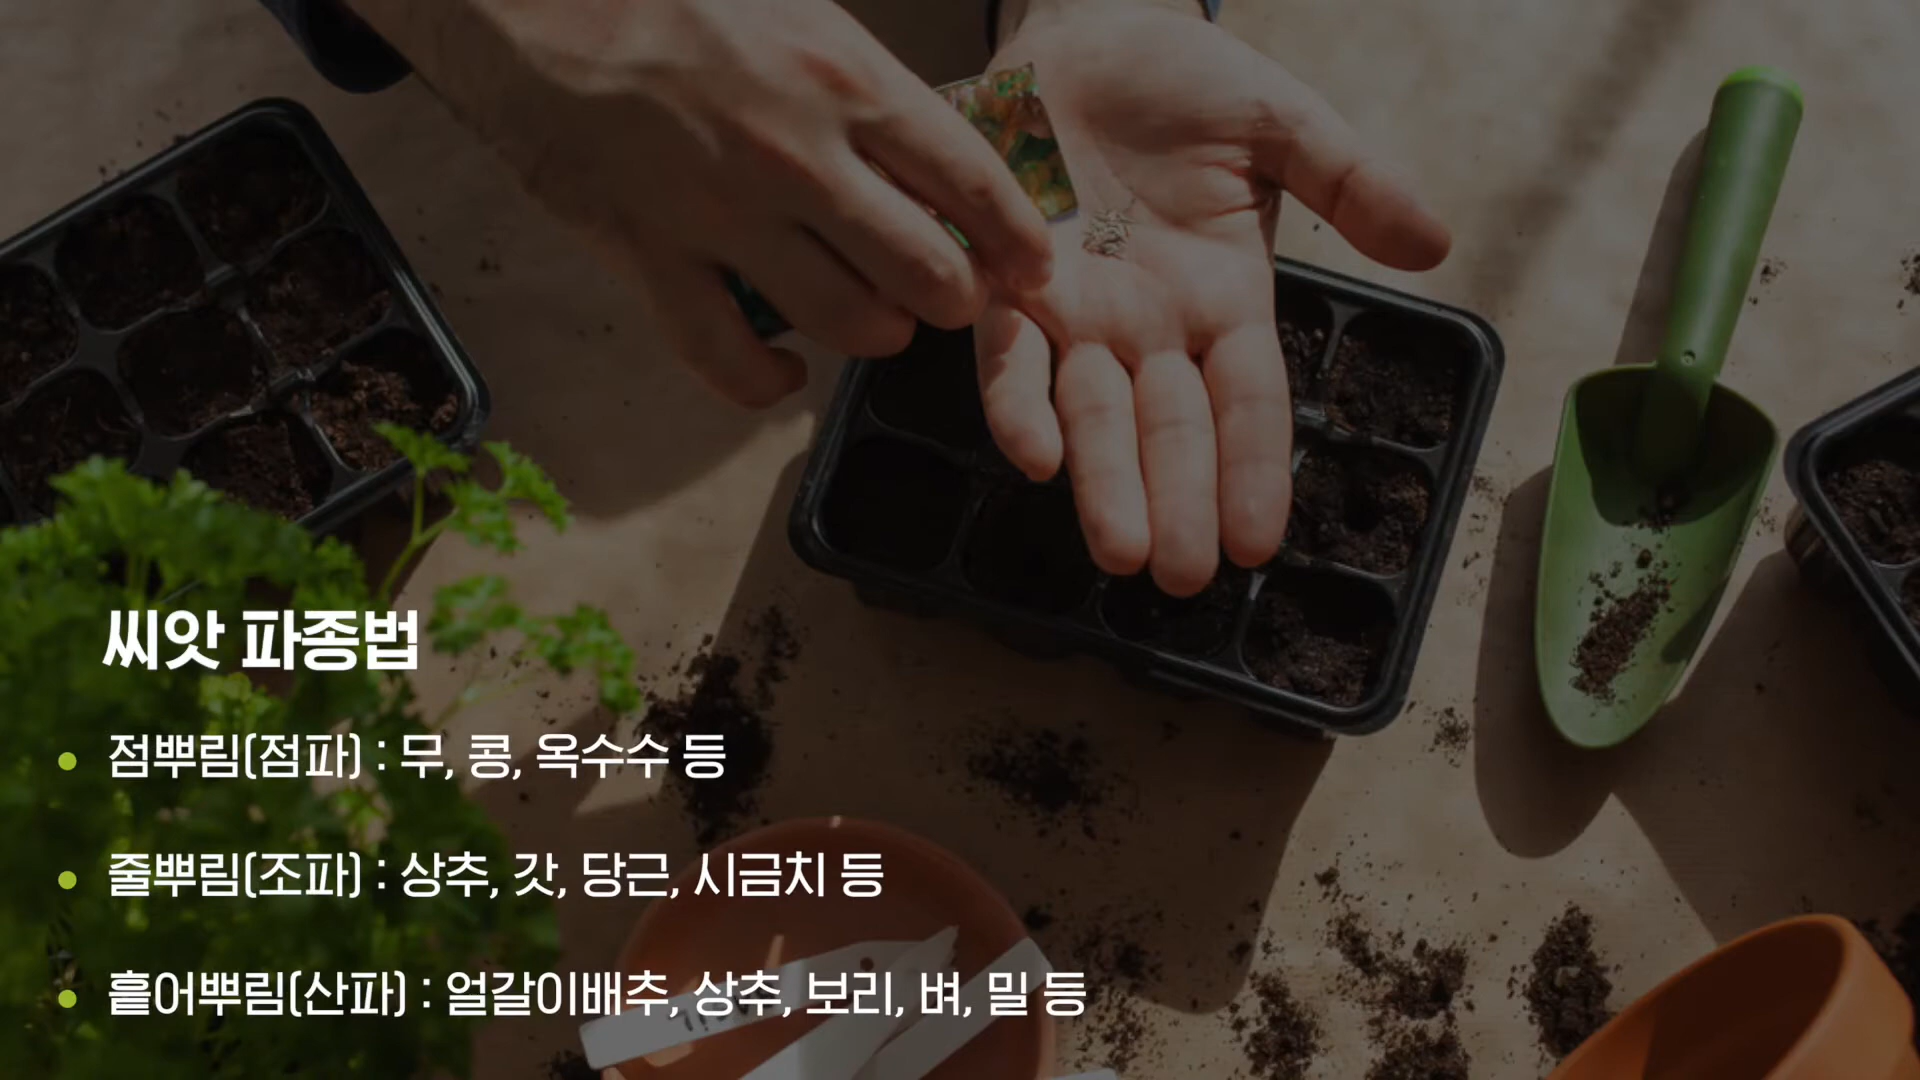 씨앗 파종법
점뿌림(점파) : 무, 콩, 옥수수 등
줄뿌림(조파) : 상추, 갓, 당근, 시금치 등
흩어뿌림(산파) : 얼갈이배추, 상추, 보리, 벼, 밀 등